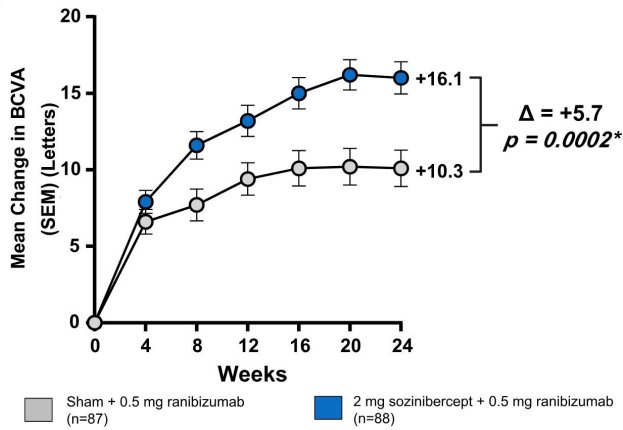 20
15
10
5
0
Mean Change in BCVA
(SEM) (Letters)
+16.1
+10.3
Δ = +5.7
p = 0.0002*
0 4 8 12 16 20 24
Weeks
Sham + 0.5 mg ranibizumab
(n=87)
2 mg sozinibercept + 0.5 mg ranibizumab
(n=88)